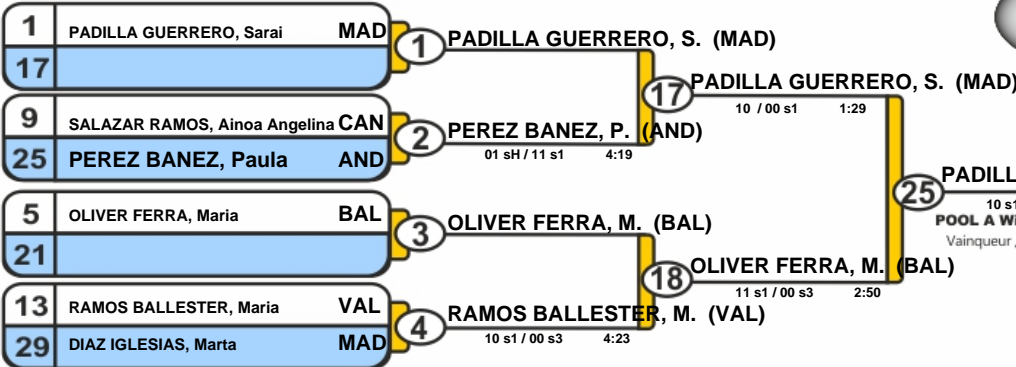 1 PADILLA GUERRERO, Sarai MAD
17
9 SALAZAR RAMOS, Ainoa Angelina CAN
25 PEREZ BANEZ, Paula AND
5 OLIVER FERRA, Maria BAL
21
13 RAMOS BALLESTER, Maria VAL
29 DIAZ IGLESIAS, Marta MAD
1 PADILLA GUERRERO, S. (MAD)
2 PEREZ BANEZ, P. (AND)
01 sH / 11 s1 4:19
3 OLIVER FERRA, M. (BAL)
4 RAMOS BALLESTER, M. (VAL)
10 s1 / 00 s3 4:23
17 PADILLA GUERRERO, S. (MAD)
10 / 00 s1 1:29
18 OLIVER FERRA, M. (BAL)
11 s1 / 00 s3 2:50
25 PADILL
10 s1
POOL A Wi
Vainqueur